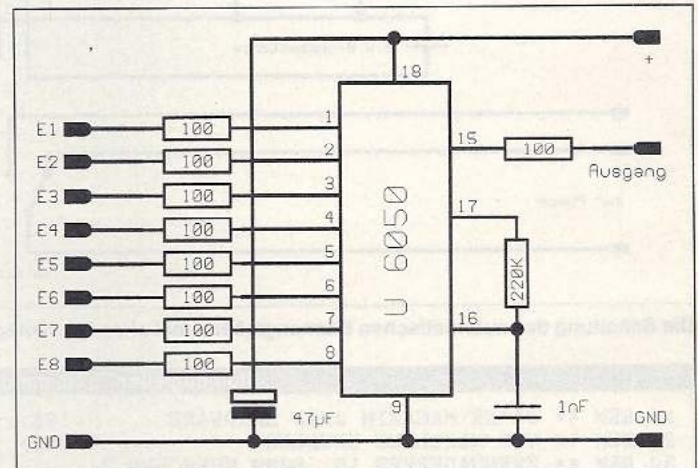 +
18
E1 100 1
E2 100 2
15 100
Ausgang
E3 100 3
17
E4 100 4
U 6050
E5 100 5
220K
E6 100 6
E7 100 7
16
E8 100 8
9
47µF
1nF
GND
GND